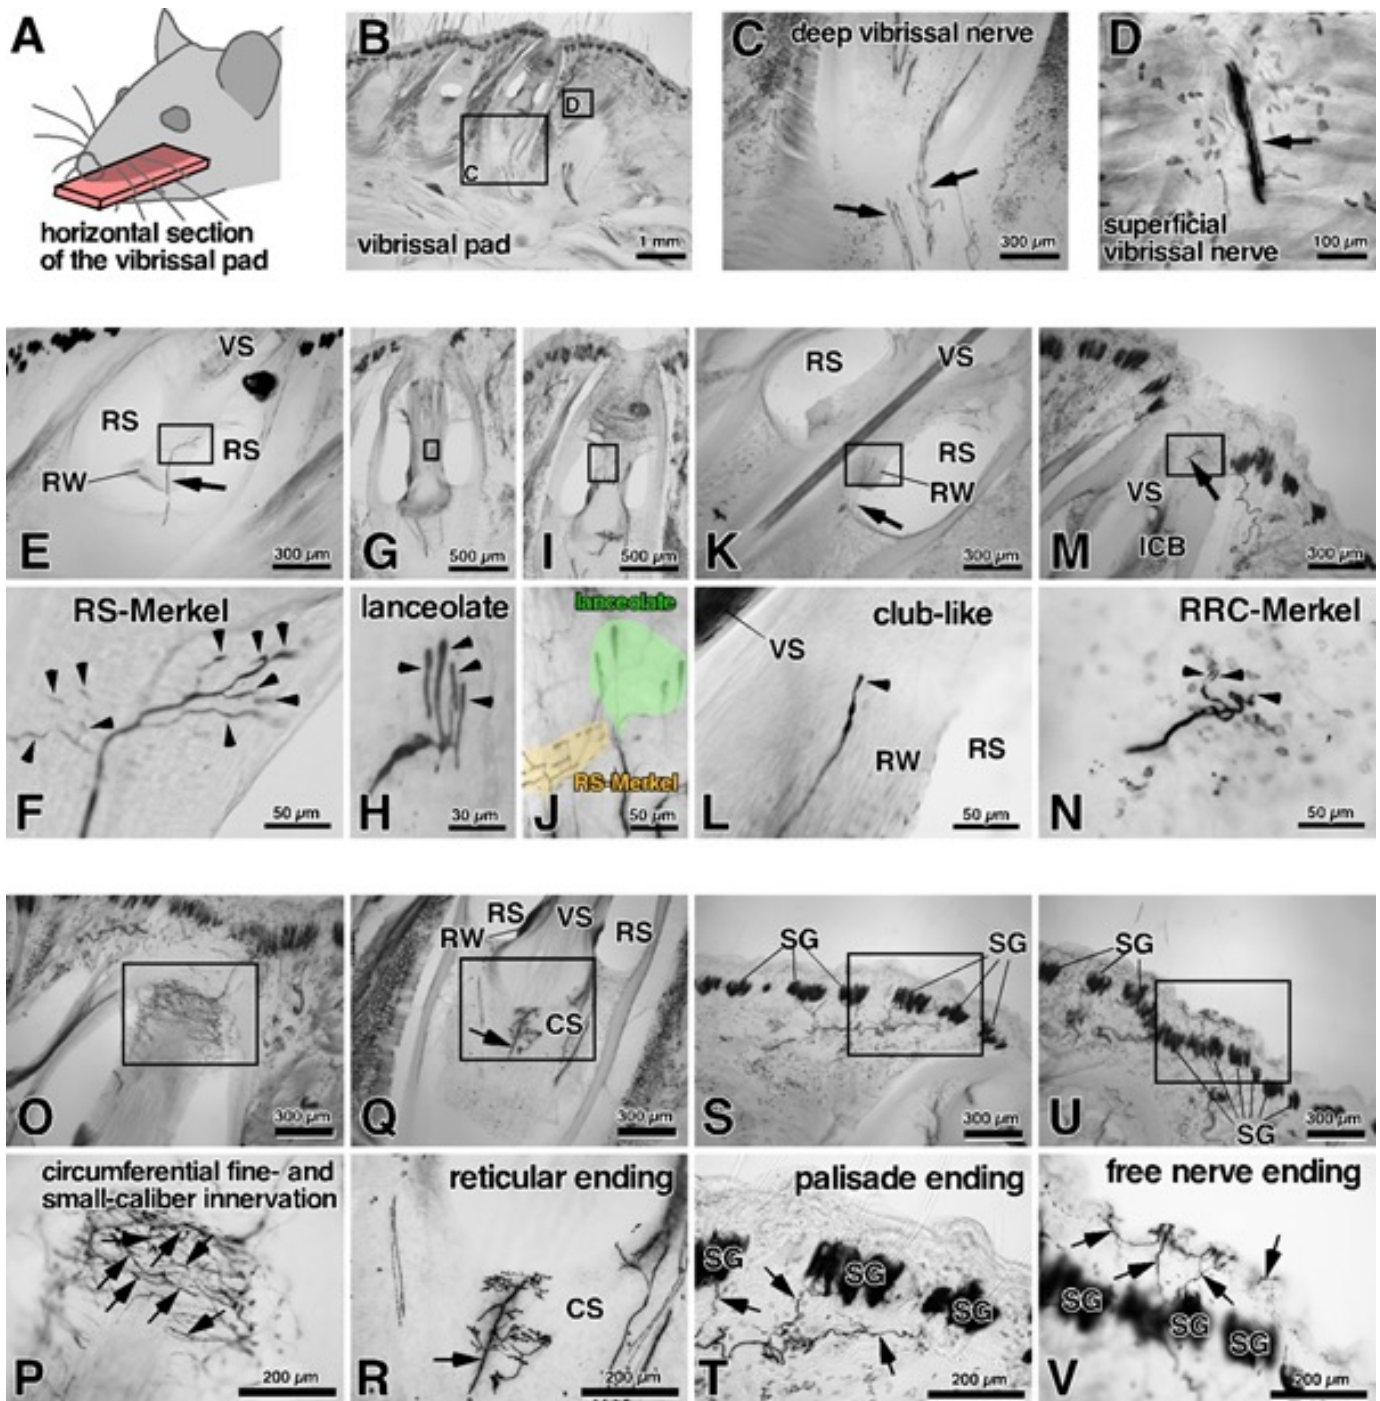 A
horizontal section
of the vibrissal pad
B
D
C
vibrissal pad
1 mm
C
deep vibrissal nerve
300 µm
D
superficial
vibrissal nerve
100 µm
VS
RS
RS
RW
E
300 µm
G
500 µm
I
500 µm
RS
VS
RS
RW
K
300 µm
VS
ICB
M
300 µm
RS-Merkel
F
50 µm
lanceolate
H
30 µm
lanceolate
RS-Merkel
J
50 µm
VS
club-like
RW
RS
L
50 µm
RRC-Merkel
N
50 µm
O
300 µm
RS
VS
RS
RW
CS
Q
300 µm
SG
SG
S
300 µm
SG
SG
U
300 µm
circumferential fine- and
small-caliber innervation
P
200 µm
reticular ending
CS
R
200 µm
palisade ending
SG
SG
SG
T
200 µm
free nerve ending
SG
SG
SG
V
200 µm